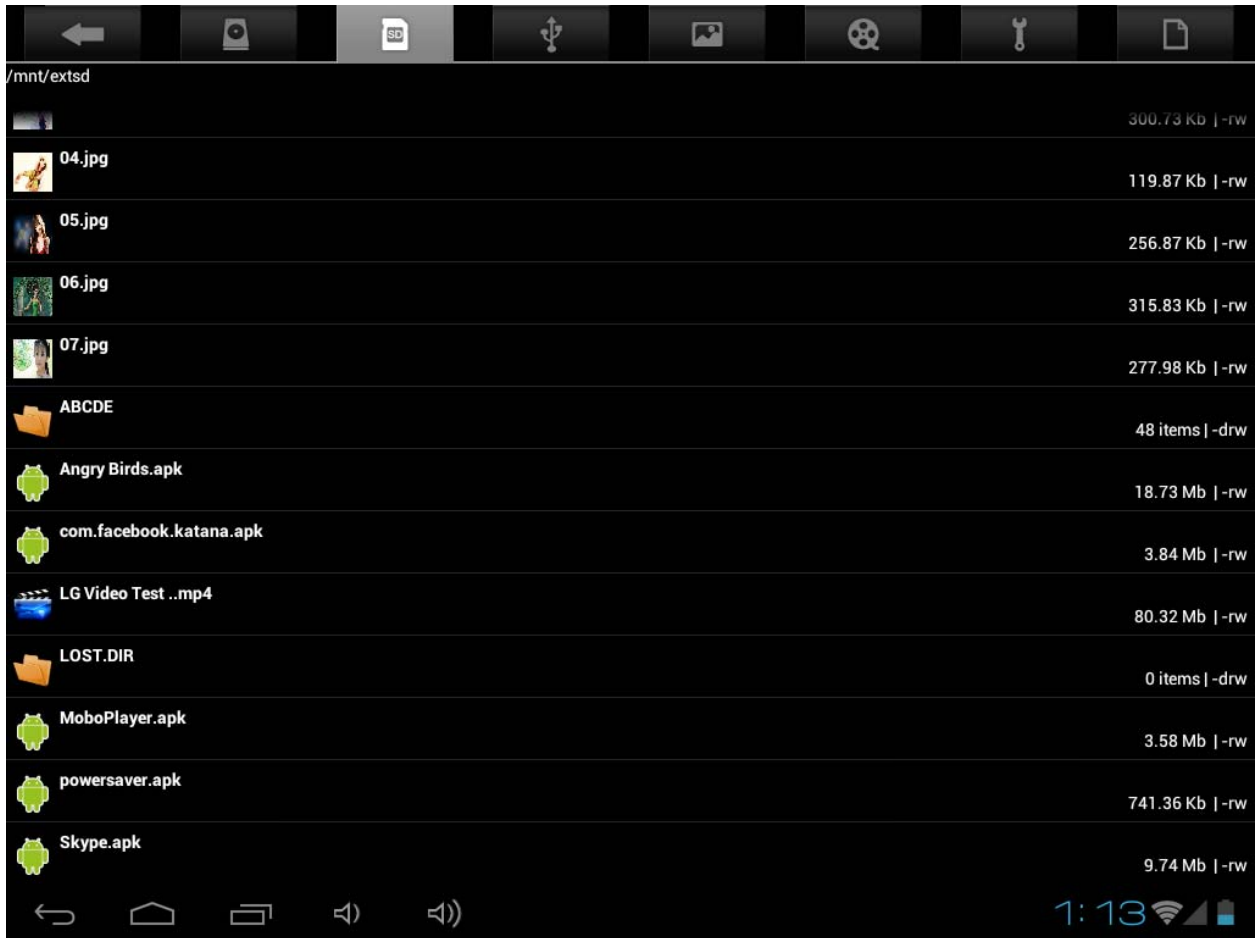 SD
/mnt/extsd
300.73 Kb | -rw
04.jpg
119.87 Kb | -rw
05.jpg
256.87 Kb | -rw
06.jpg
315.83 Kb | -rw
07.jpg
277.98 Kb | -rw
ABCDE
48 items | -drw
Angry Birds.apk
18.73 Mb | -rw
com.facebook.katana.apk
3.84 Mb | -rw
LG Video Test ..mp4
80.32 Mb | -rw
LOST.DIR
0 items | -drw
MoboPlayer.apk
3.58 Mb | -rw
powersaver.apk
741.36 Kb | -rw
Skype.apk
9.74 Mb | -rw
1:13